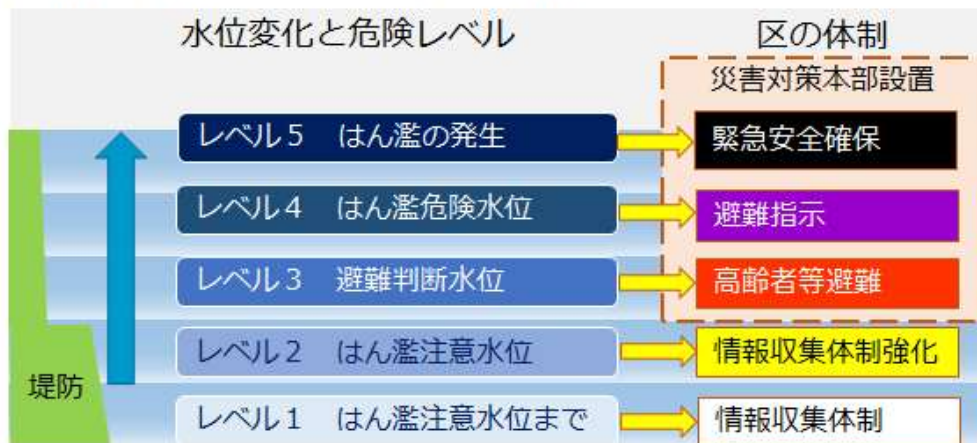 水位変化と危険レベル
区の体制
災害対策本部設置
レベル5 はん濫の発生
緊急安全確保
レベル4 はん濫危険水位
避難指示
レベル3 避難判断水位
高齢者等避難
レベル2 はん濫注意水位
情報収集体制強化
堤防
レベル1 はん濫注意水位まで
情報収集体制